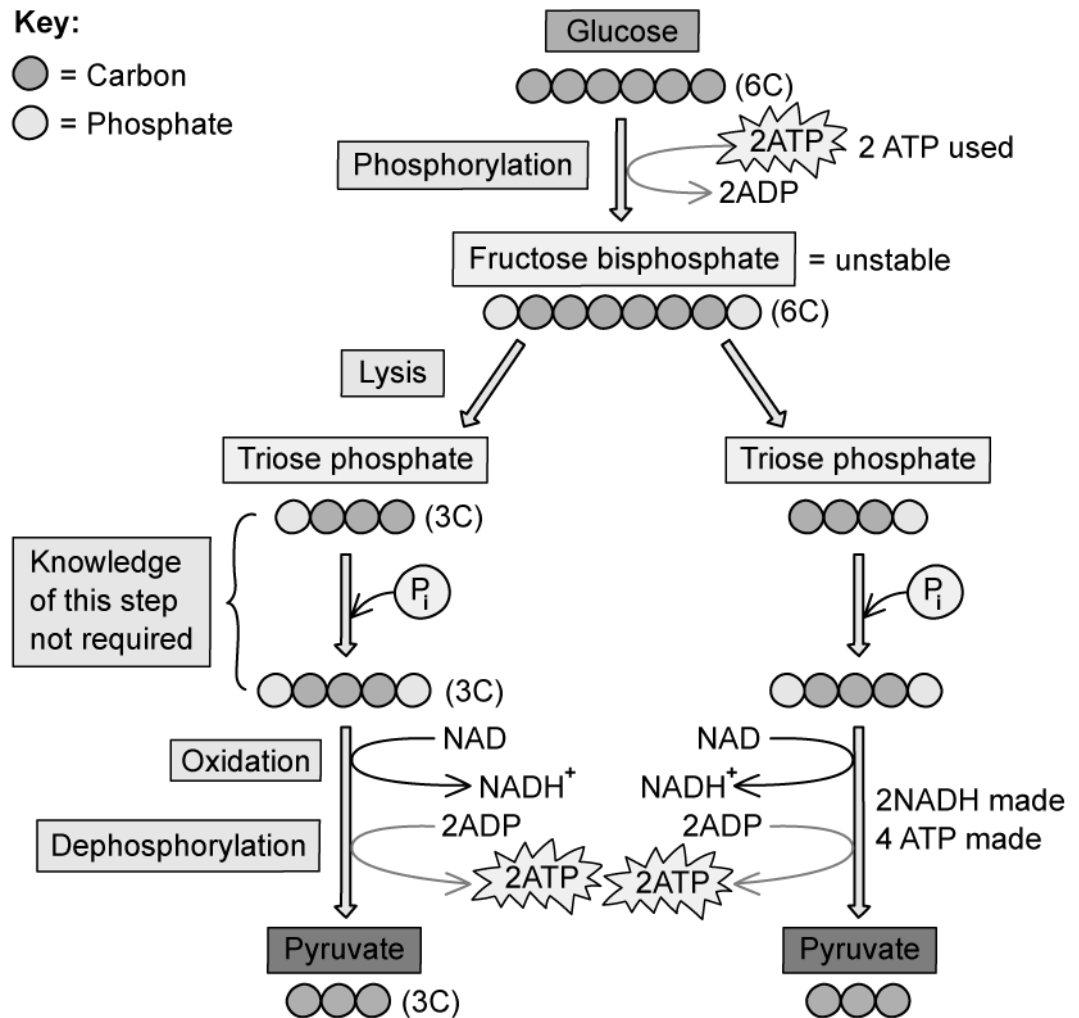 Key:
= Carbon
= Phosphate
Glucose
(6C)
Phosphorylation
2ATP
2 ATP used
2ADP
Fructose bisphosphate
= unstable
(6C)
Lysis
Triose phosphate
Triose phosphate
(3C)
Knowledge
of this step
not required
Pi
Pi
(3C)
Oxidation
NAD
NADH+
NAD
NADH+
Dephosphorylation
2ADP
2ATP
2ADP
2ATP
2NADH made
4 ATP made
Pyruvate
Pyruvate
(3C)